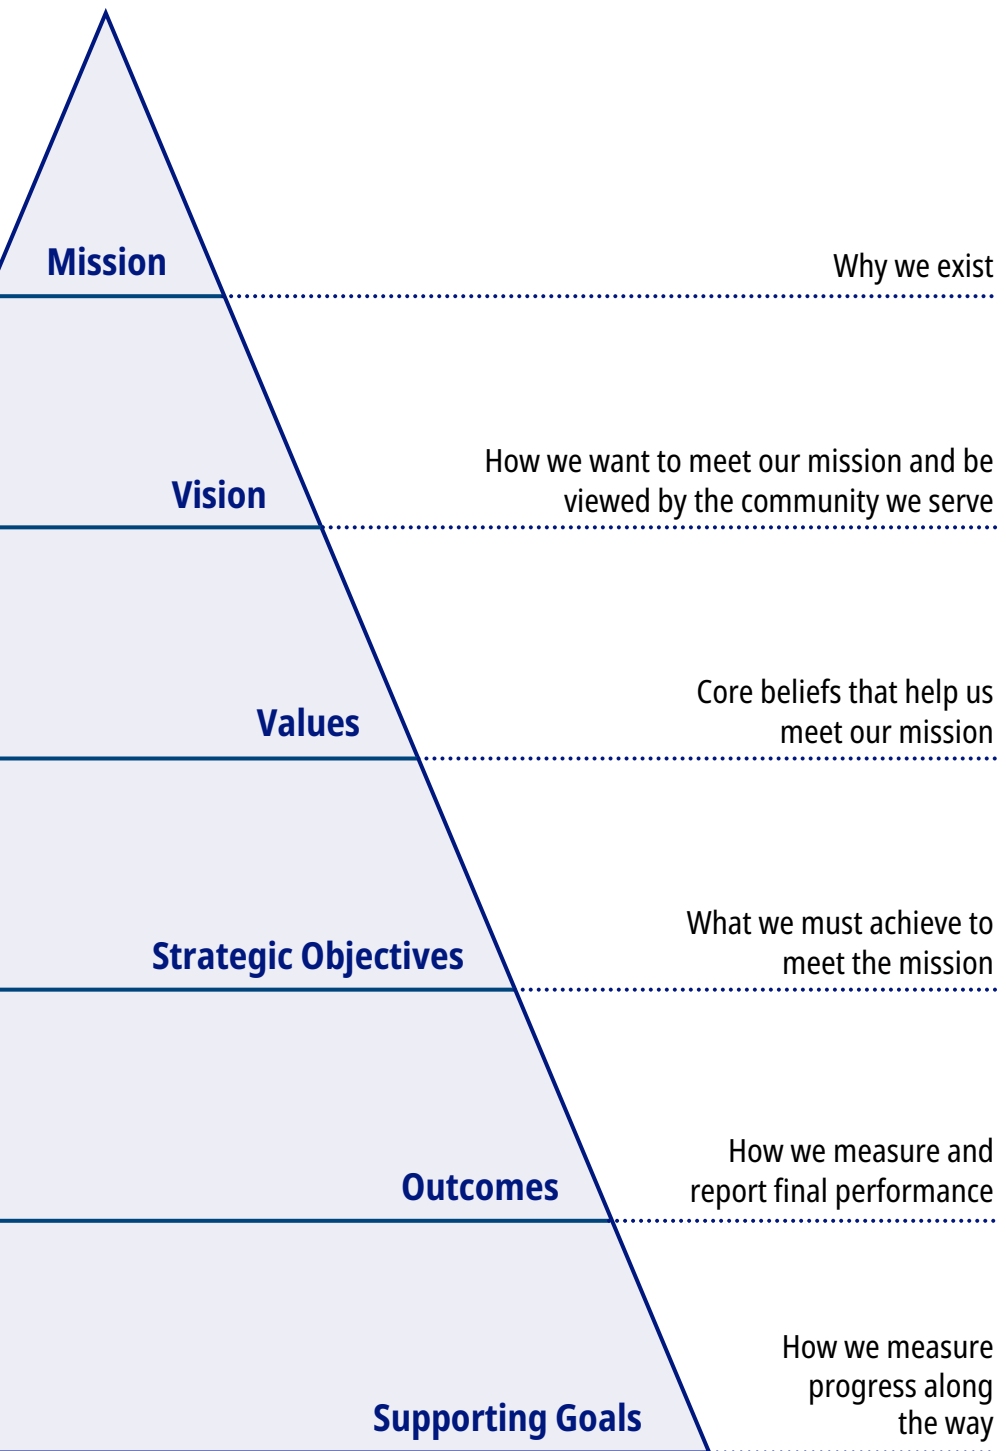 Mission
Why we exist
How we want to meet our mission and be
viewed by the community we serve
Vision
Core beliefs that help us
meet our mission
Values
What we must achieve to
meet the mission
Strategic Objectives
How we measure and
report final performance
Outcomes
How we measure
progress along
the way
Supporting Goals